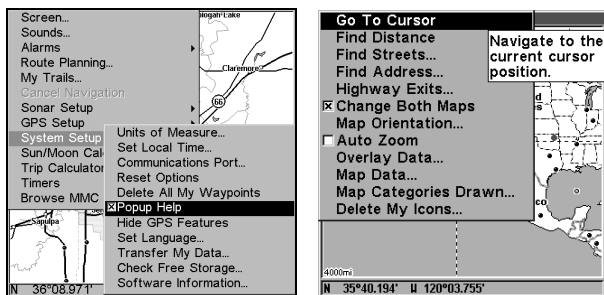 Screen...
Sounds...
Alarms
Route Planning...
My Trails...
Cancel Navigation
Sonar Setup
GPS Setup
System Setup
Sun/Moon Cal
Trip Calculator
Timers
Browse MMC
Units of Measure...
Set Local Time...
Communications Port...
Reset Options
Delete All My Waypoints
Popup Help
Hide GPS Features
Set Language...
Transfer My Data...
Check Free Storage...
Software Information...
Claremore
66
Sapulpa
N 36°08.971'
Go To Cursor
Find Distance
Find Streets...
Find Address...
Highway Exits...
Change Both Maps
Map Orientation...
Auto Zoom
Overlay Data...
Map Data...
Map Categories Drawn...
Delete My Icons...
Navigate to the
current cursor
position.
4000mi
N 35°40.194' W 120°03.755'